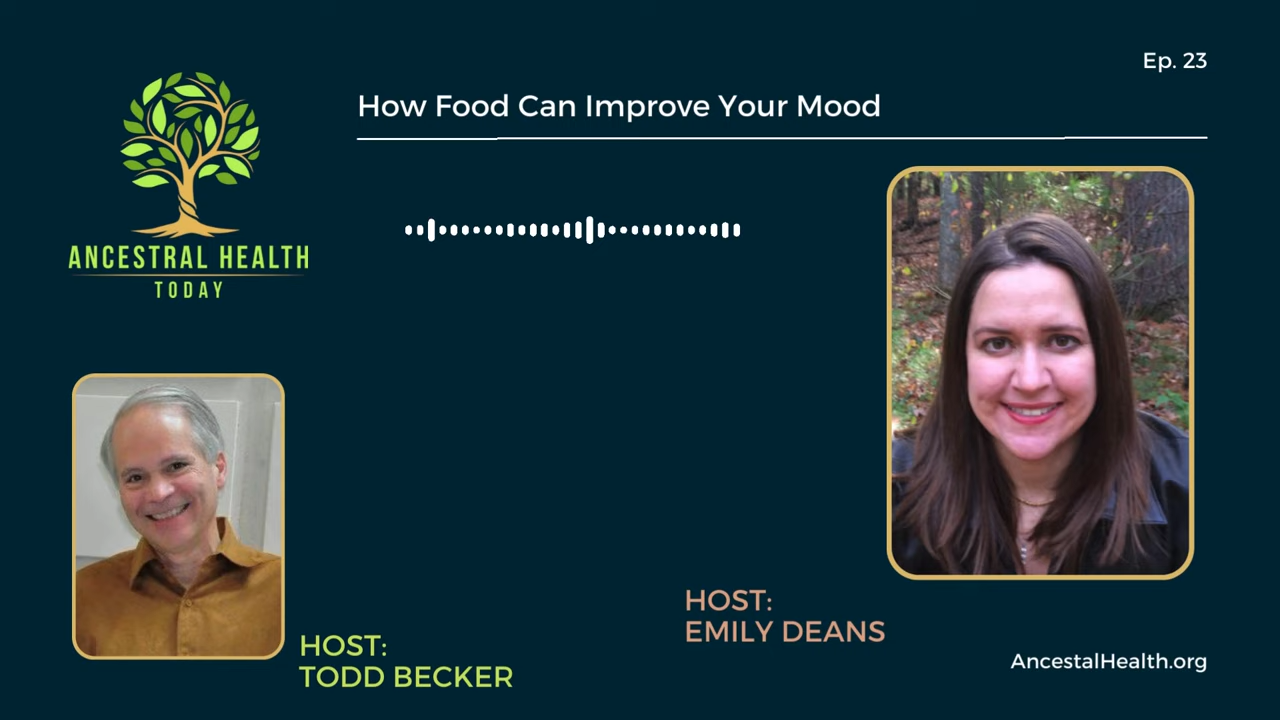 Ep. 23
How Food Can Improve Your Mood
ANCESTRAL HEALTH
TODAY
HOST:
TODD BECKER
HOST:
EMILY DEANS
AncestalHealth.org